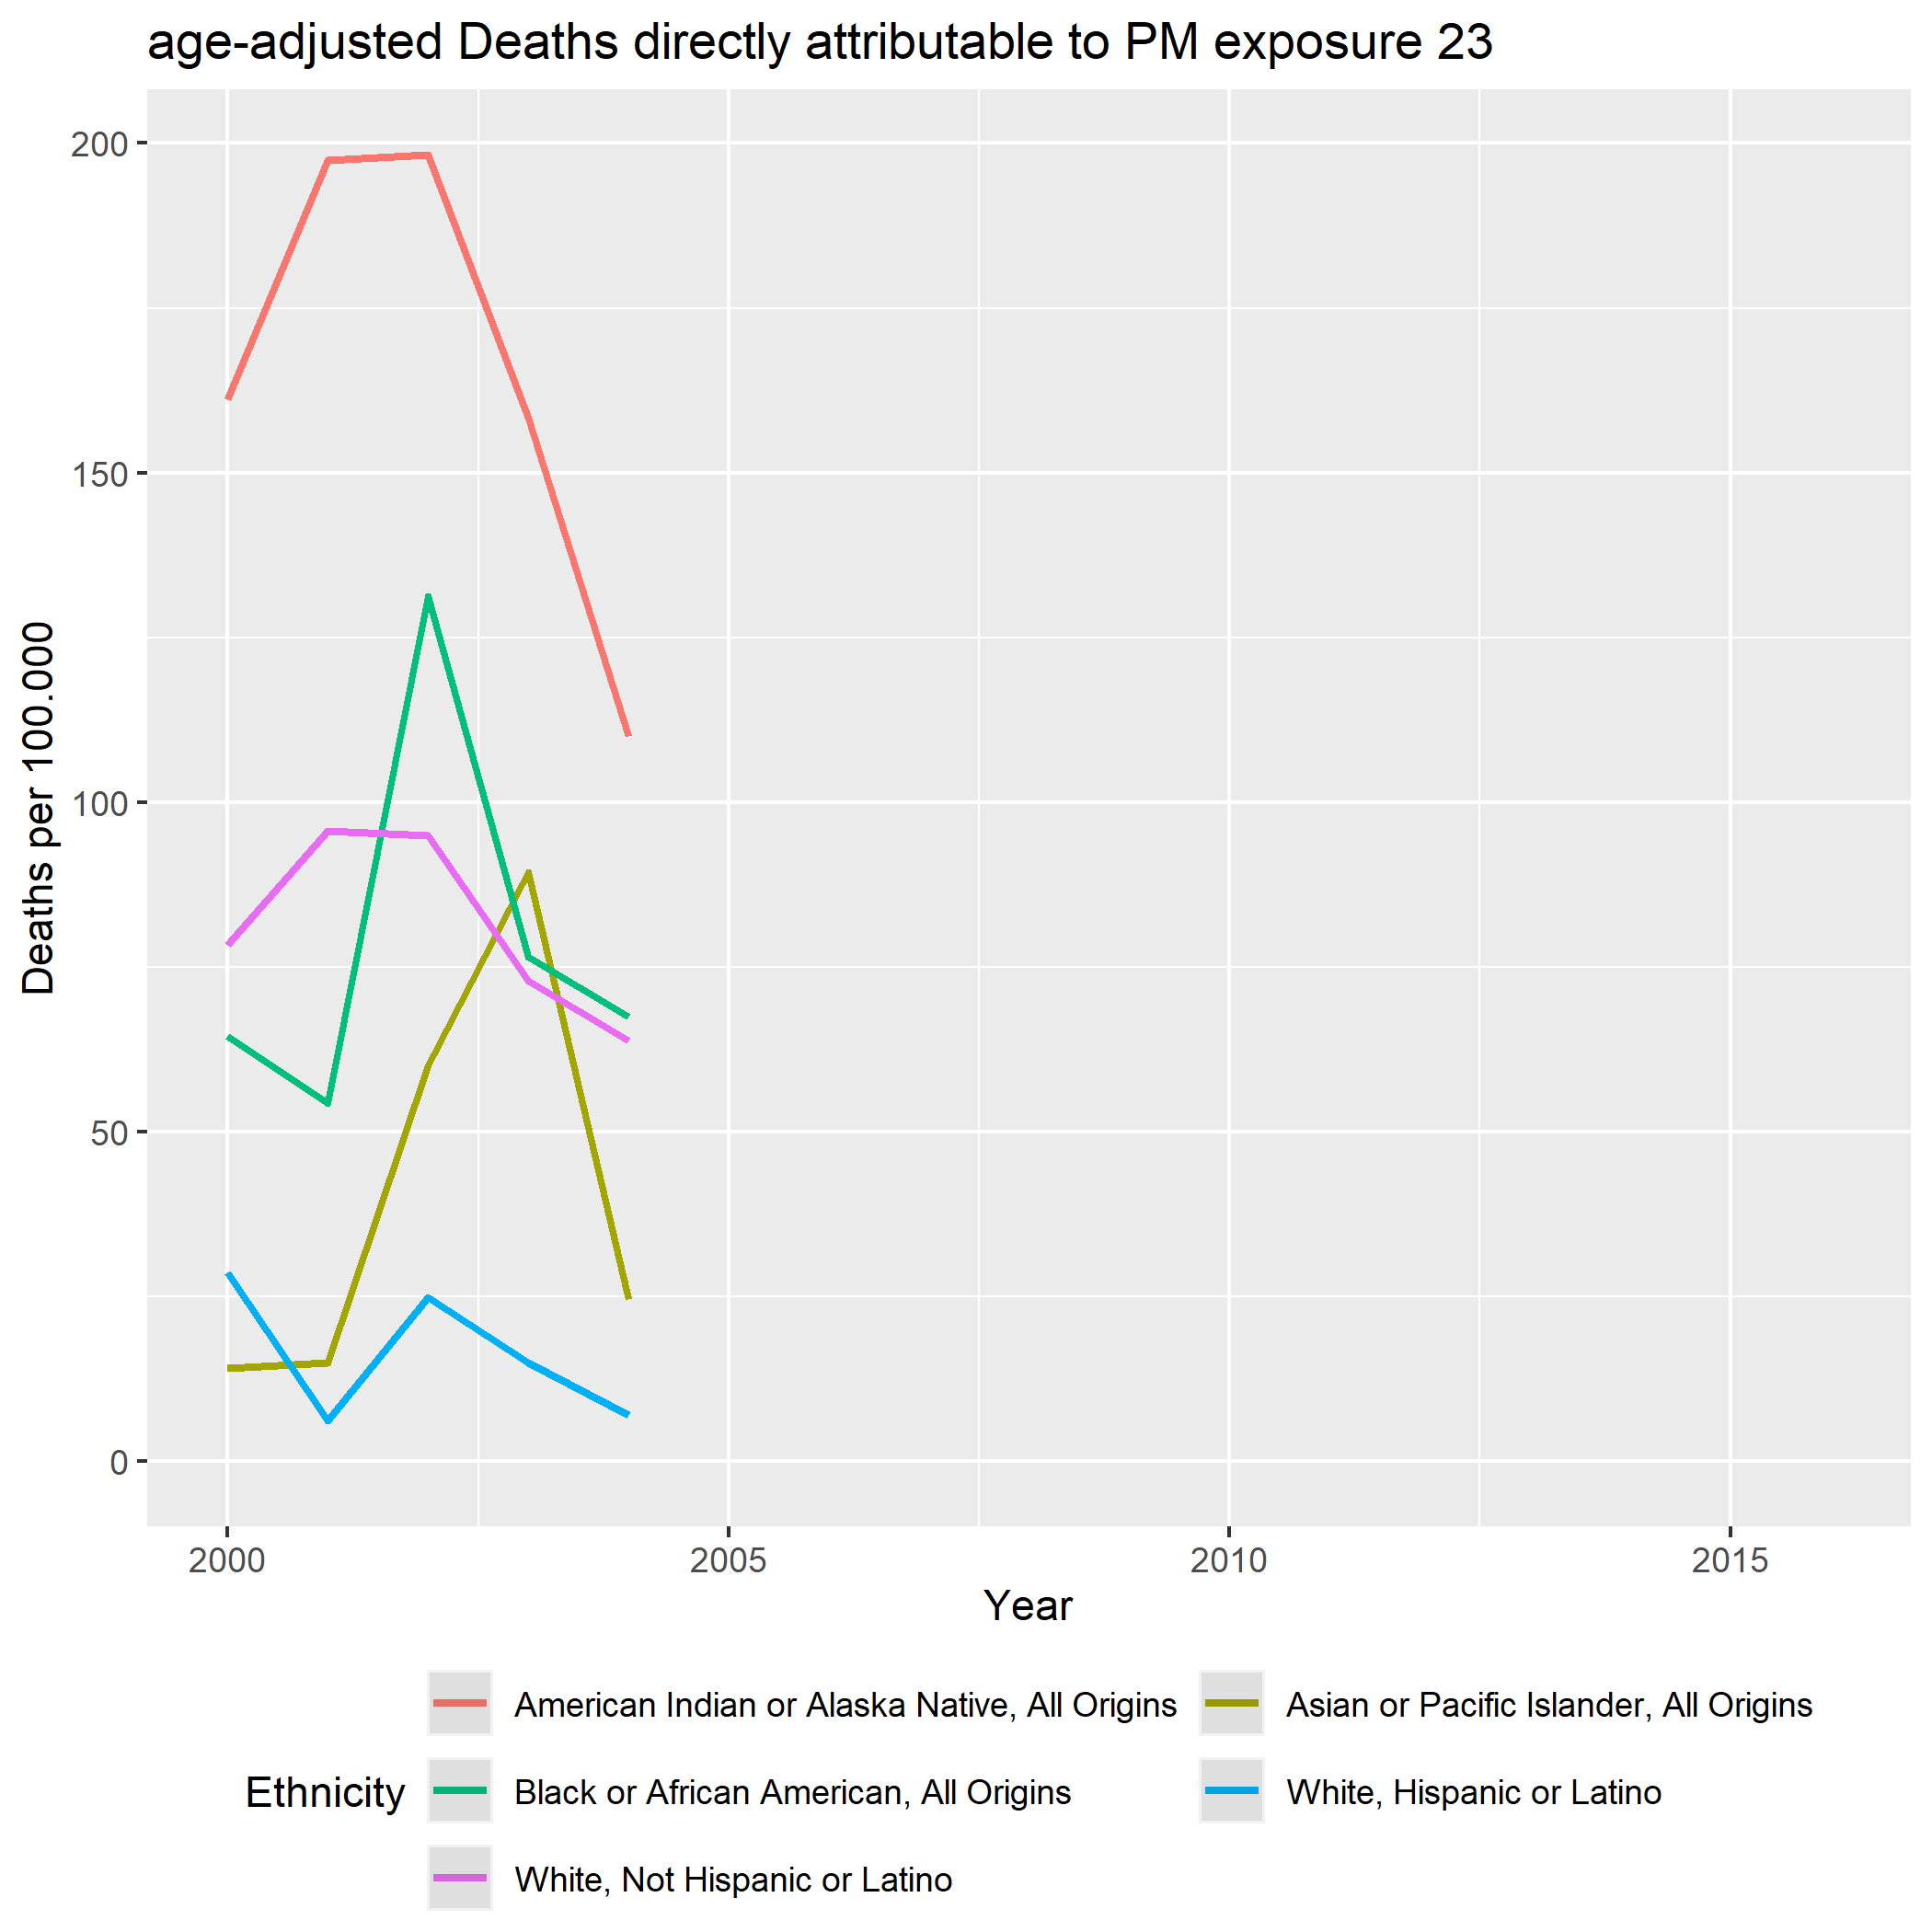 age-adjusted Deaths directly attributable to PM exposure 23
Deaths per 100.000
200
150
100
50
0
2000 2005 2010 2015
Year
Ethnicity
American Indian or Alaska Native, All Origins
Asian or Pacific Islander, All Origins
Black or African American, All Origins
White, Hispanic or Latino
White, Not Hispanic or Latino